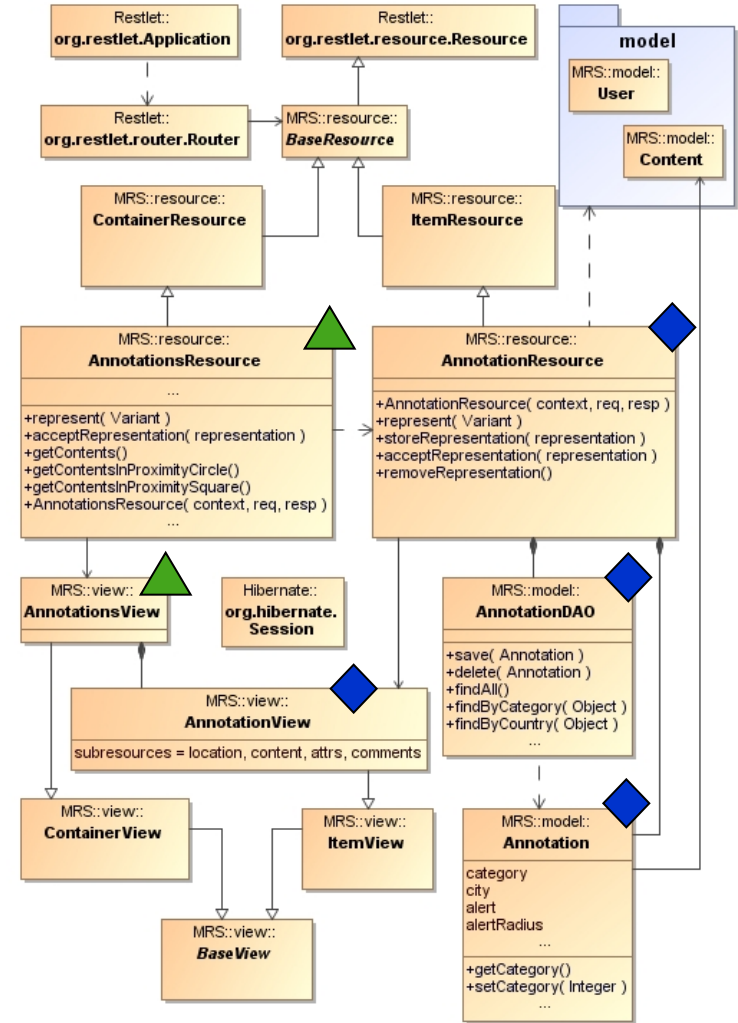 Restlet::
org.restlet.Application
Restlet::
org.restlet.resource.Resource
model
MRS::model::
User
MRS::model::
Content
Restlet::
org.restlet.router.Router
MRS::resource::
BaseResource
MRS::resource::
ContainerResource
MRS::resource::
ItemResource
MRS::resource::
AnnotationsResource
...
+represent( Variant )
+acceptRepresentation( representation )
+getContents()
+getContentsInProximityCircle()
+getContentsInProximitySquare()
+AnnotationsResource( context, req, resp )
...
MRS::resource::
AnnotationResource
+AnnotationResource( context, req, resp )
+represent( Variant )
+storeRepresentation( representation )
+acceptRepresentation( representation )
+removeRepresentation()
MRS::view::
AnnotationsView
Hibernate::
org.hibernate.
Session
MRS::model::
AnnotationDAO
+save( Annotation )
+delete( Annotation )
+findAll()
+findByCategory( Object )
+findByCountry( Object )
...
MRS::view::
AnnotationView
subresources = location, content, attrs, comments
MRS::view::
ContainerView
MRS::view::
ItemView
MRS::model::
Annotation
category
city
alert
alertRadius
...
+getCategory()
+setCategory( Integer )
...
MRS::view::
BaseView